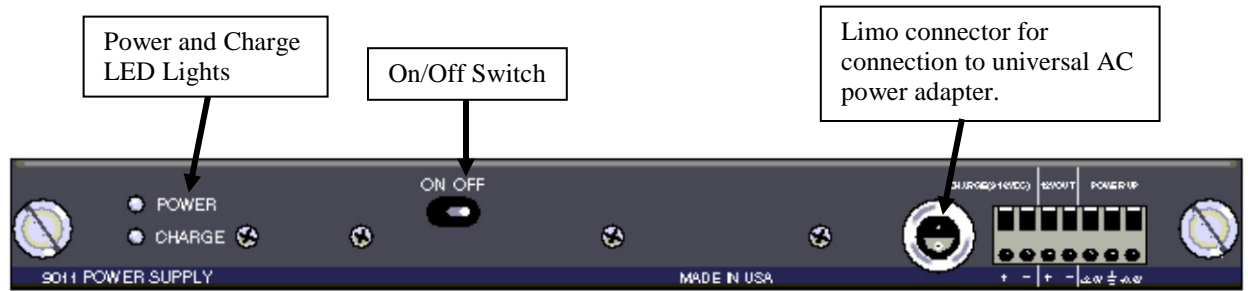 Power and Charge
LED Lights
On/Off Switch
Limo connector for
connection to universal AC
power adapter.
ON OFF
12VOUT
POWER UP
POWER
CHARGE
9011 POWER SUPPLY
MADE IN USA
+ - + -